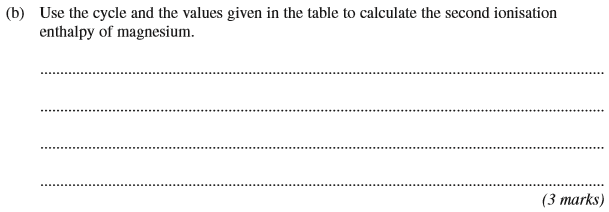 (b) Use the cycle and the values given in the table to calculate the second ionisation
enthalpy of magnesium.
(3 marks)